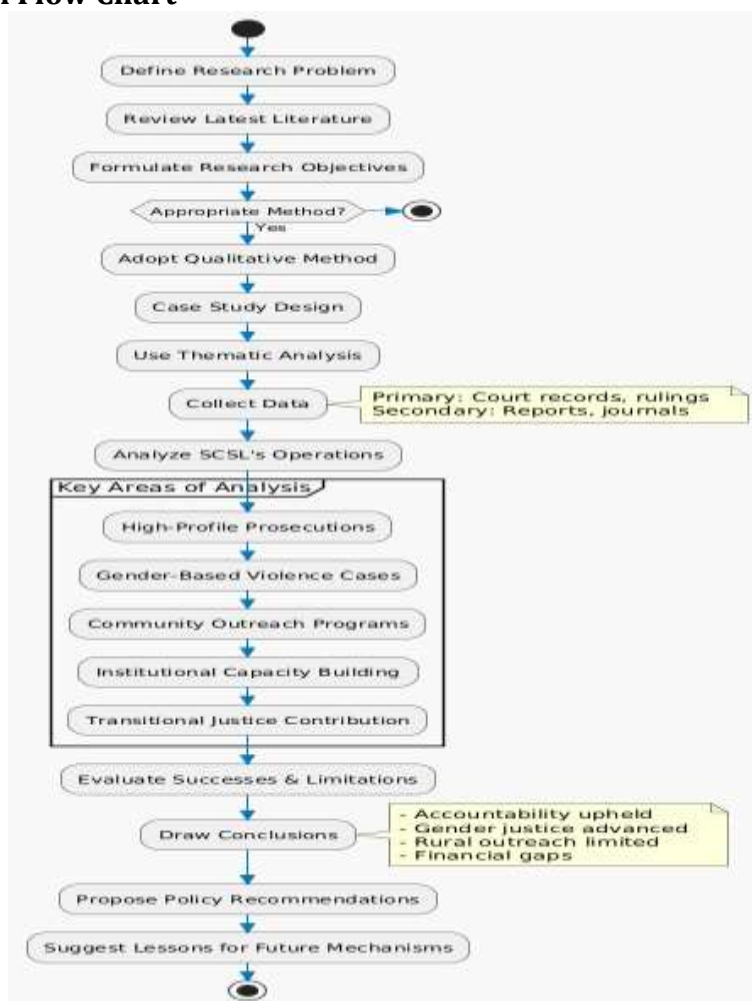 Flow Chart
Define Research Problem
Review Latest Literature
Formulate Research Objectives
Appropriate Method?
Yes
Adopt Qualitative Method
Case Study Design
Use Thematic Analysis
Collect Data
Primary: Court records, rulings
Secondary: Reports, journals
Analyze SCSL's Operations
Key Areas of Analysis
High-Profile Prosecutions
Gender-Based Violence Cases
Community Outreach Programs
Institutional Capacity Building
Transitional Justice Contribution
Evaluate Successes & Limitations
Draw Conclusions
- Accountability upheld
- Gender justice advanced
- Rural outreach limited
- Financial gaps
Propose Policy Recommendations
Suggest Lessons for Future Mechanisms